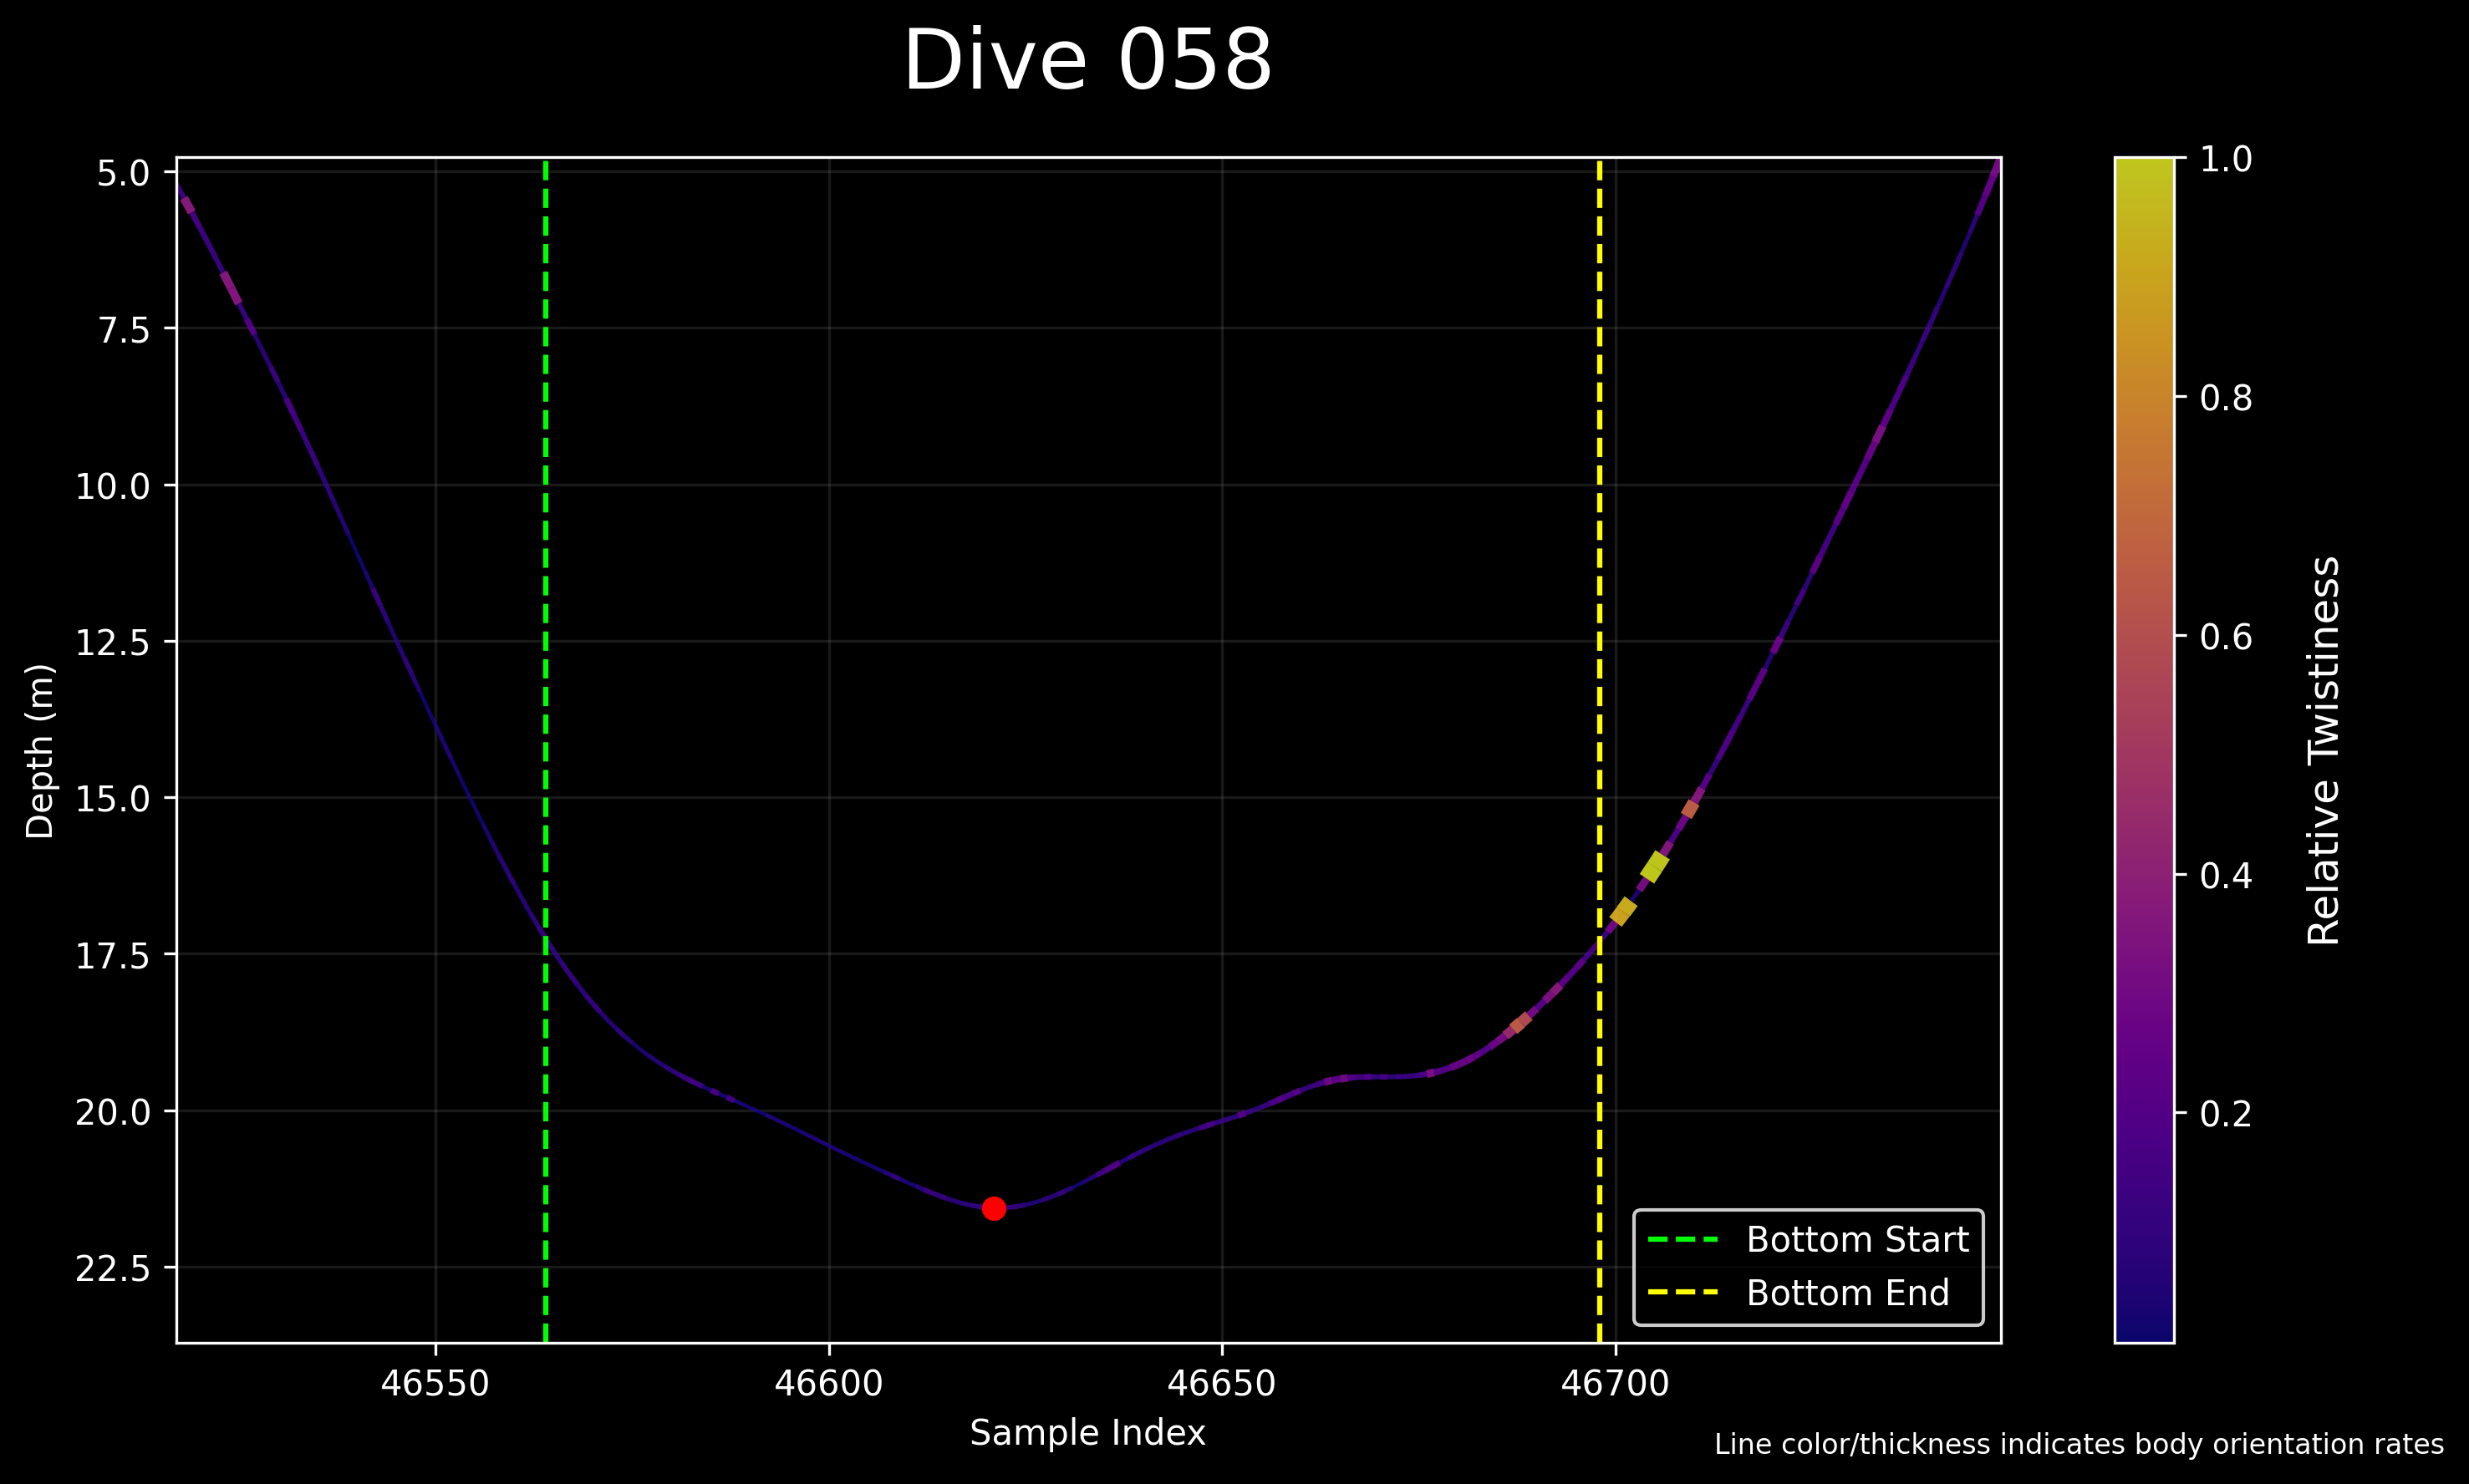 Dive 058
5.0
7.5
10.0
12.5
15.0
17.5
20.0
22.5
Depth (m)
46550
46600
46650
46700
Sample Index
Bottom Start
Bottom End
1.0
0.8
0.6
0.4
0.2
Relative Twistiness
Line color/thickness indicates body orientation rates